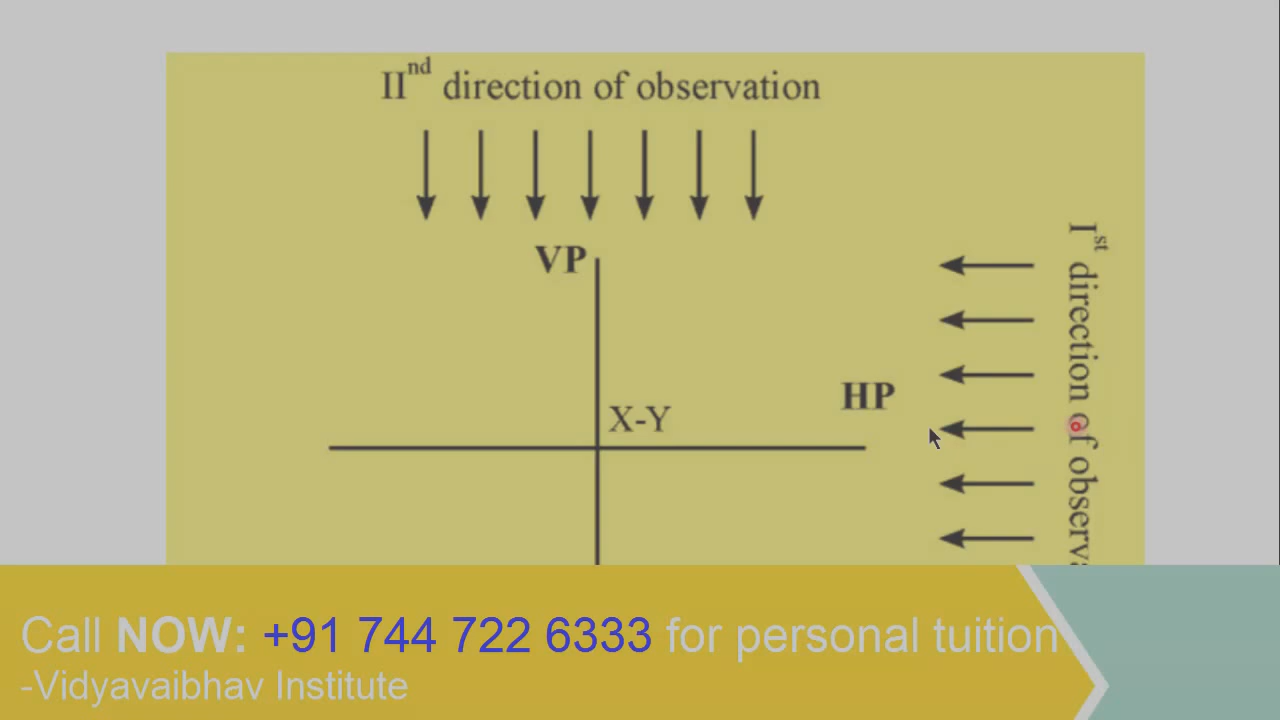 IInd direction of observation
VP
Ist direction of
HP
X-Y
Call NOW: +91 744 722 6333 for personal tuition
-Vidyavaibhav Institute